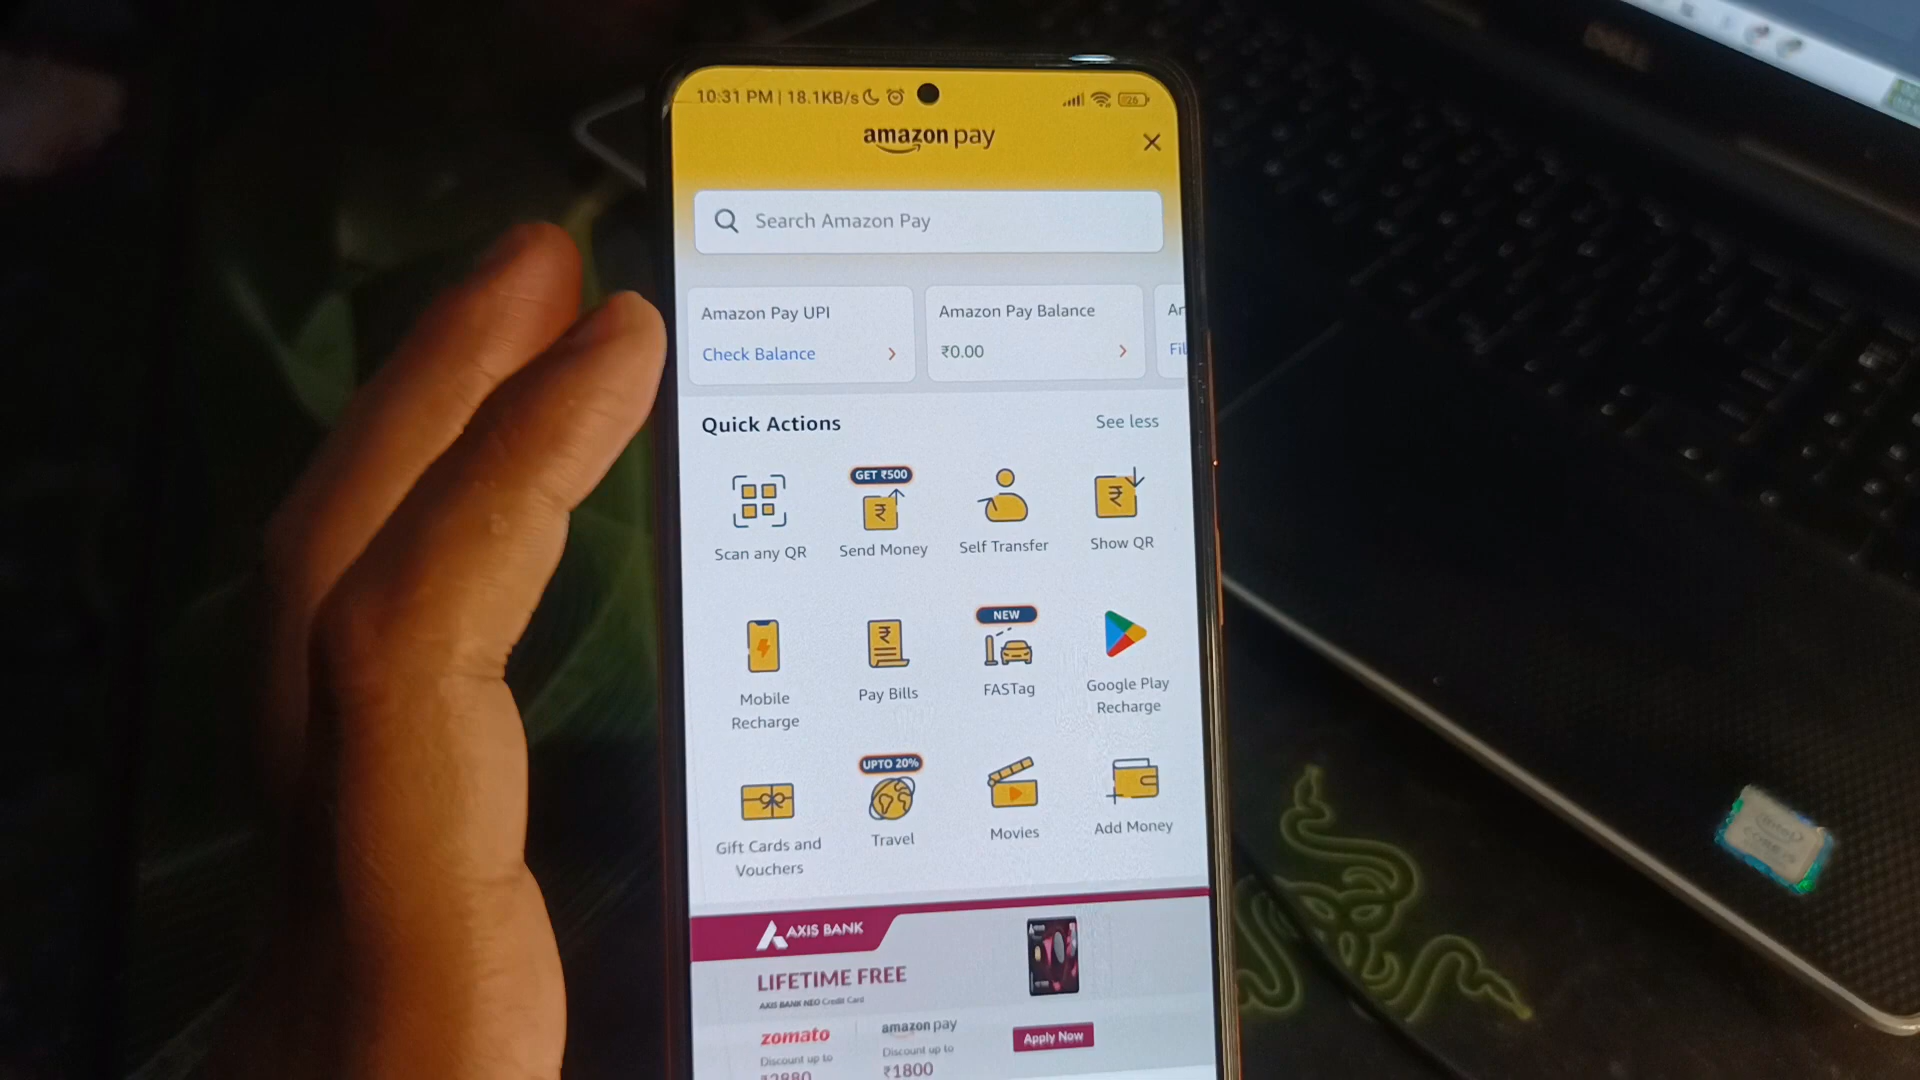 10:31 PM | 18.1KB/s
26
amazon pay
Search Amazon Pay
Amazon Pay UPI
Check Balance
Amazon Pay Balance
₹0.00
Quick Actions
See less
Scan any QR
GET ₹500
Send Money
Self Transfer
Show QR
Mobile
Recharge
Pay Bills
NEW
FASTag
Google Play
Recharge
Gift Cards and
Vouchers
UPTO 20%
Travel
Movies
Add Money
AXIS BANK
LIFETIME FREE
AXIS BANK NEO Credit Card
zomato
Discount up to
amazon pay
Discount up to
₹1800
Apply Now
DELL
intel